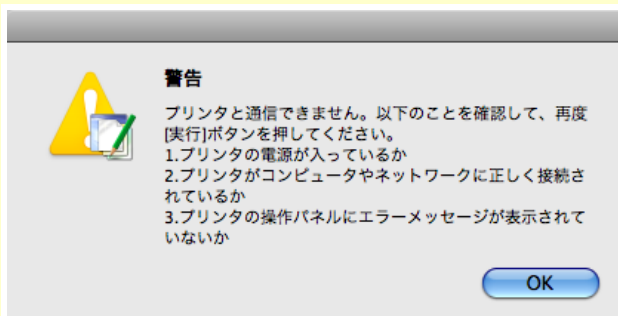 警告
プリンタと通信できません。以下のことを確認して、再度
[実行]ボタンを押してください。
1.プリンタの電源が入っているか
2.プリンタがコンピュータやネットワークに正しく接続さ
れているか
3.プリンタの操作パネルにエラーメッセージが表示されて
いないか
OK